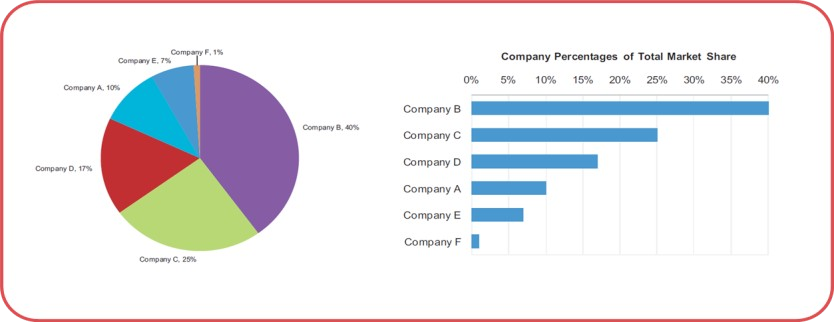 Company F, 1%
Company E, 7%
Company A, 10%
Company B, 40%
Company D, 17%
Company C, 25%
Company Percentages of Total Market Share
0% 5% 10% 15% 20% 25% 30% 35% 40%
Company B
Company C
Company D
Company A
Company E
Company F